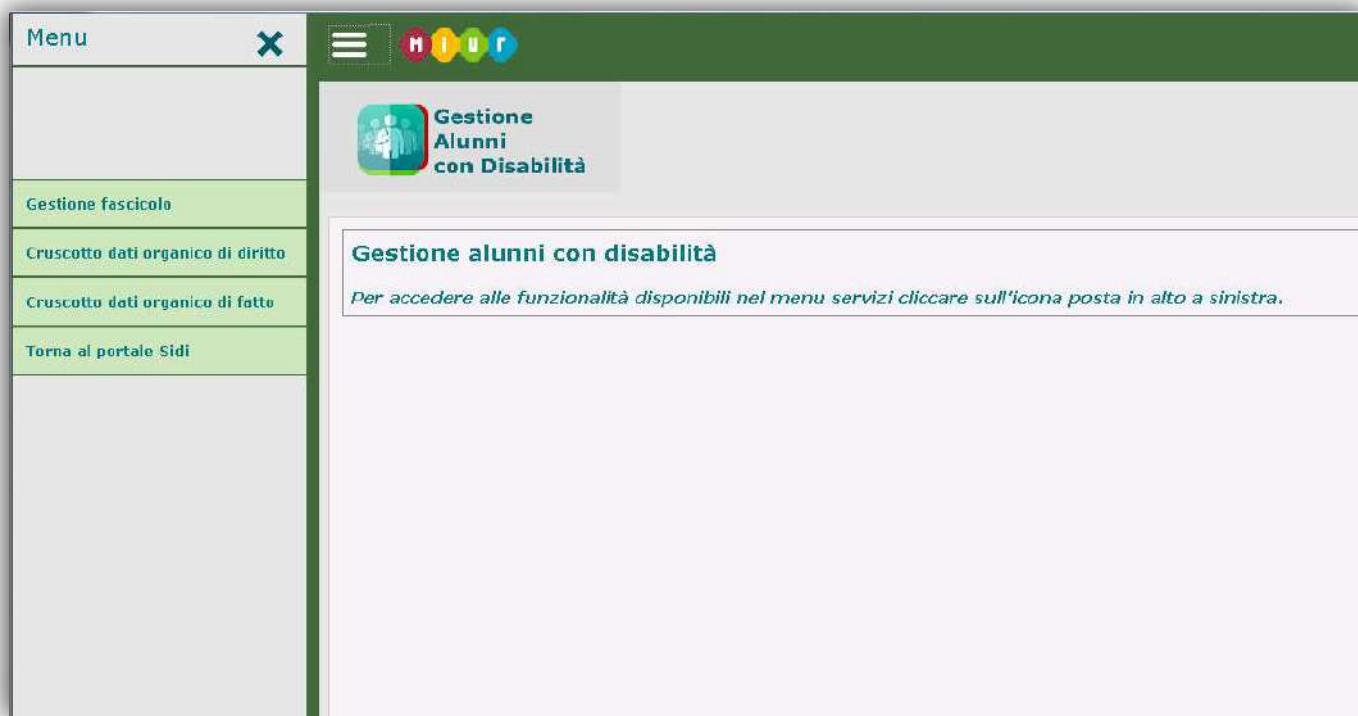 Menu
MIUr
Gestione
Alunni
con Disabilità
Gestione fascicolo
Cruscotto dati organico di diritto
Cruscotto dati organico di fatto
Torna al portale Sidi
Gestione alunni con disabilità
Per accedere alle funzionalità disponibili nel menu servizi cliccare sull'icona posta in alto a sinistra.